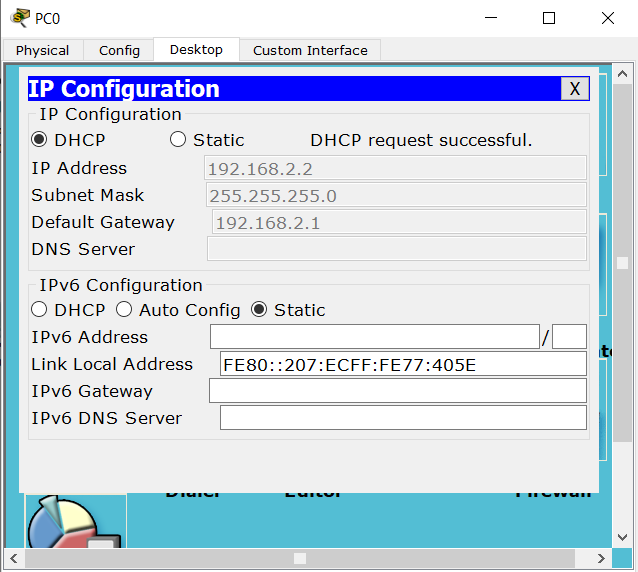 PC0
Physical Config Desktop Custom Interface
IP Configuration X
IP Configuration
DHCP Static DHCP request successful.
IP Address 192.168.2.2
Subnet Mask 255.255.255.0
Default Gateway 192.168.2.1
DNS Server
IPv6 Configuration
DHCP Auto Config Static
IPv6 Address /
Link Local Address FE80::207:ECFF:FE77:405E
IPv6 Gateway
IPv6 DNS Server
Dialer Editor Firewall